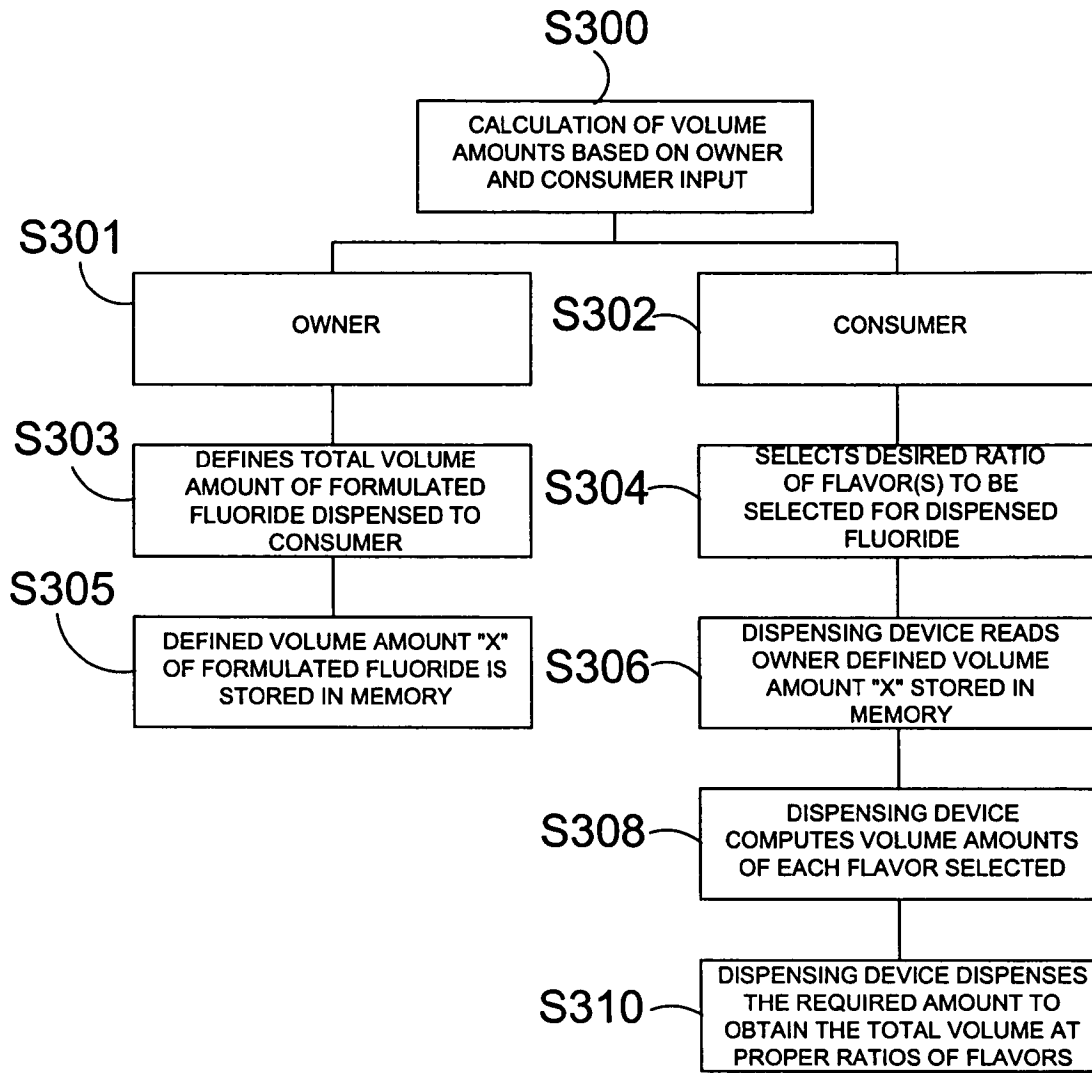 S300
CALCULATION OF VOLUME
AMOUNTS BASED ON OWNER
AND CONSUMER INPUT
S301
OWNER
S302
CONSUMER
S303
DEFINES TOTAL VOLUME
AMOUNT OF FORMULATED
FLUORIDE DISPENSED TO
CONSUMER
S304
SELECTS DESIRED RATIO
OF FLAVOR(S) TO BE
SELECTED FOR DISPENSED
FLUORIDE
S305
DEFINED VOLUME AMOUNT "X"
OF FORMULATED FLUORIDE IS
STORED IN MEMORY
S306
DISPENSING DEVICE READS
OWNER DEFINED VOLUME
AMOUNT "X" STORED IN
MEMORY
S308
DISPENSING DEVICE
COMPUTES VOLUME AMOUNTS
OF EACH FLAVOR SELECTED
S310
DISPENSING DEVICE DISPENSES
THE REQUIRED AMOUNT TO
OBTAIN THE TOTAL VOLUME AT
PROPER RATIOS OF FLAVORS